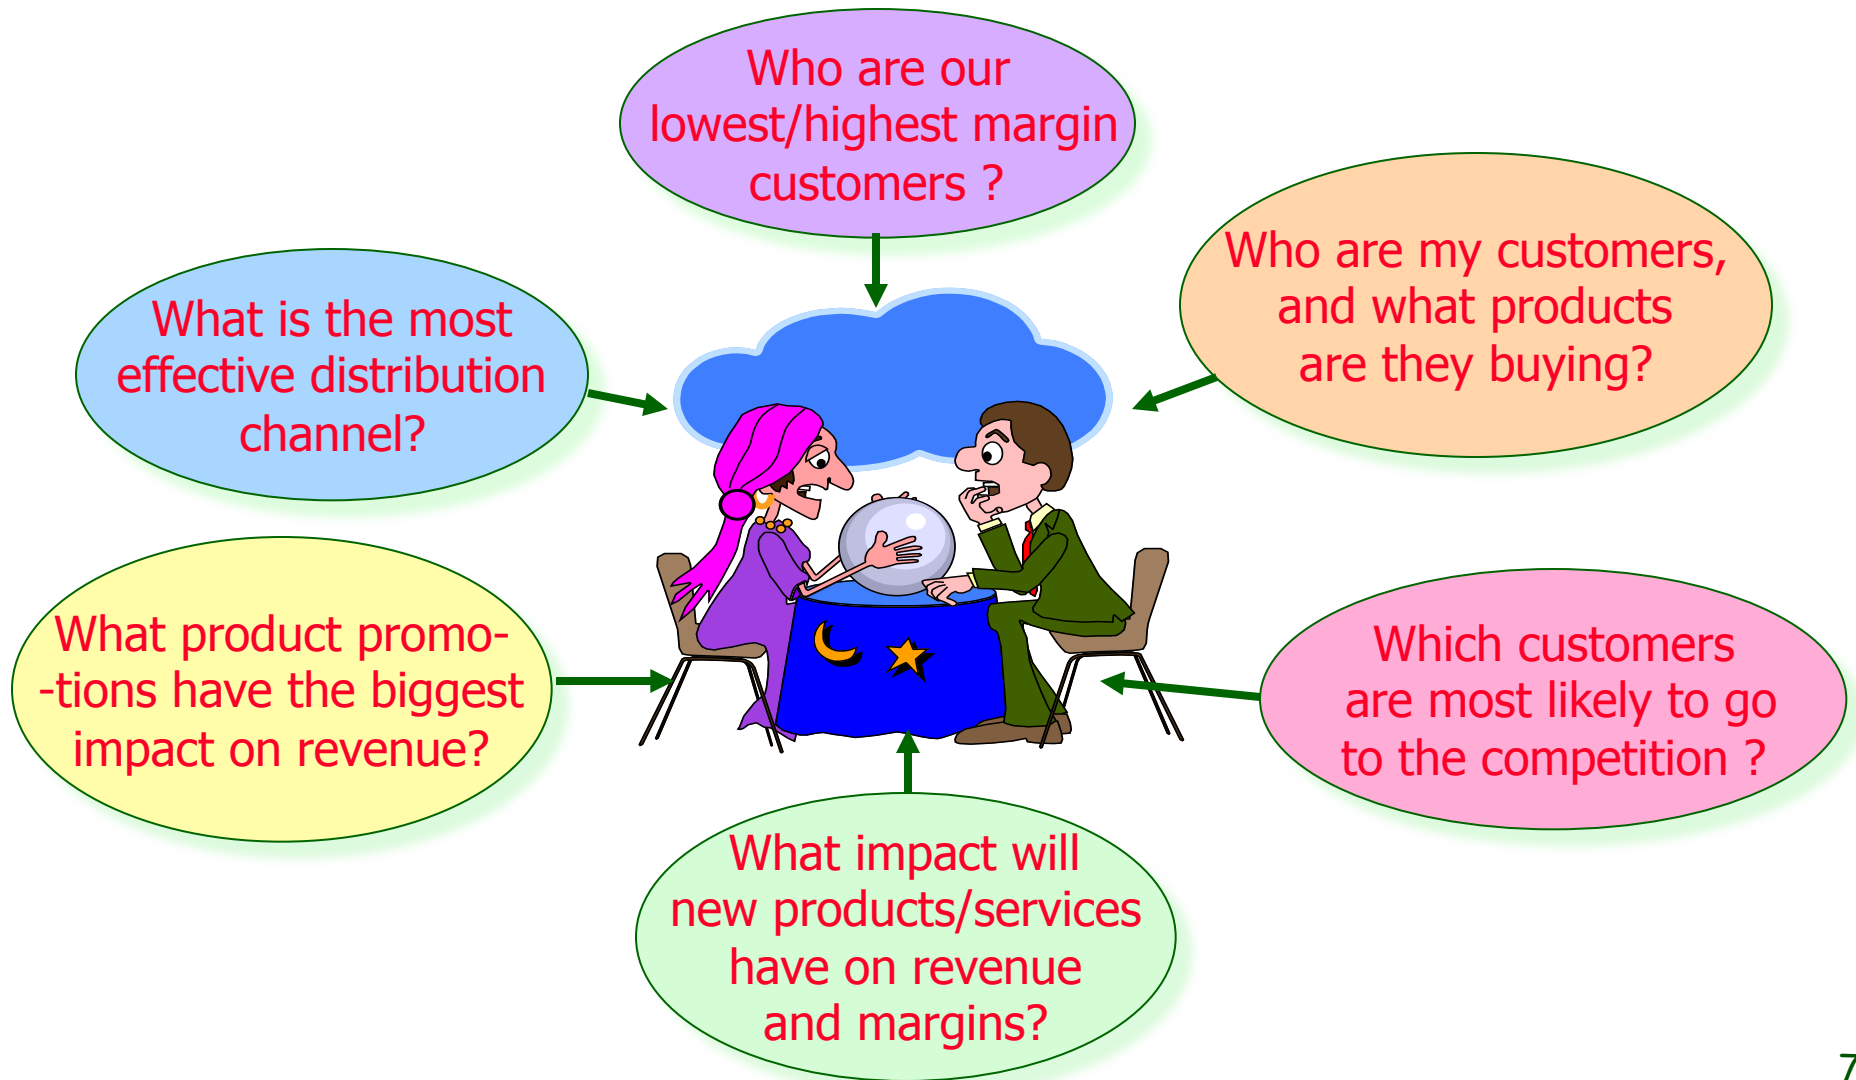 Who are our
lowest/highest margin
customers ?
Who are my customers,
and what products
are they buying?
What is the most
effective distribution
channel?
What product promo-
-tions have the biggest
impact on revenue?
Which customers
are most likely to go
to the competition ?
What impact will
new products/services
have on revenue
and margins?
7